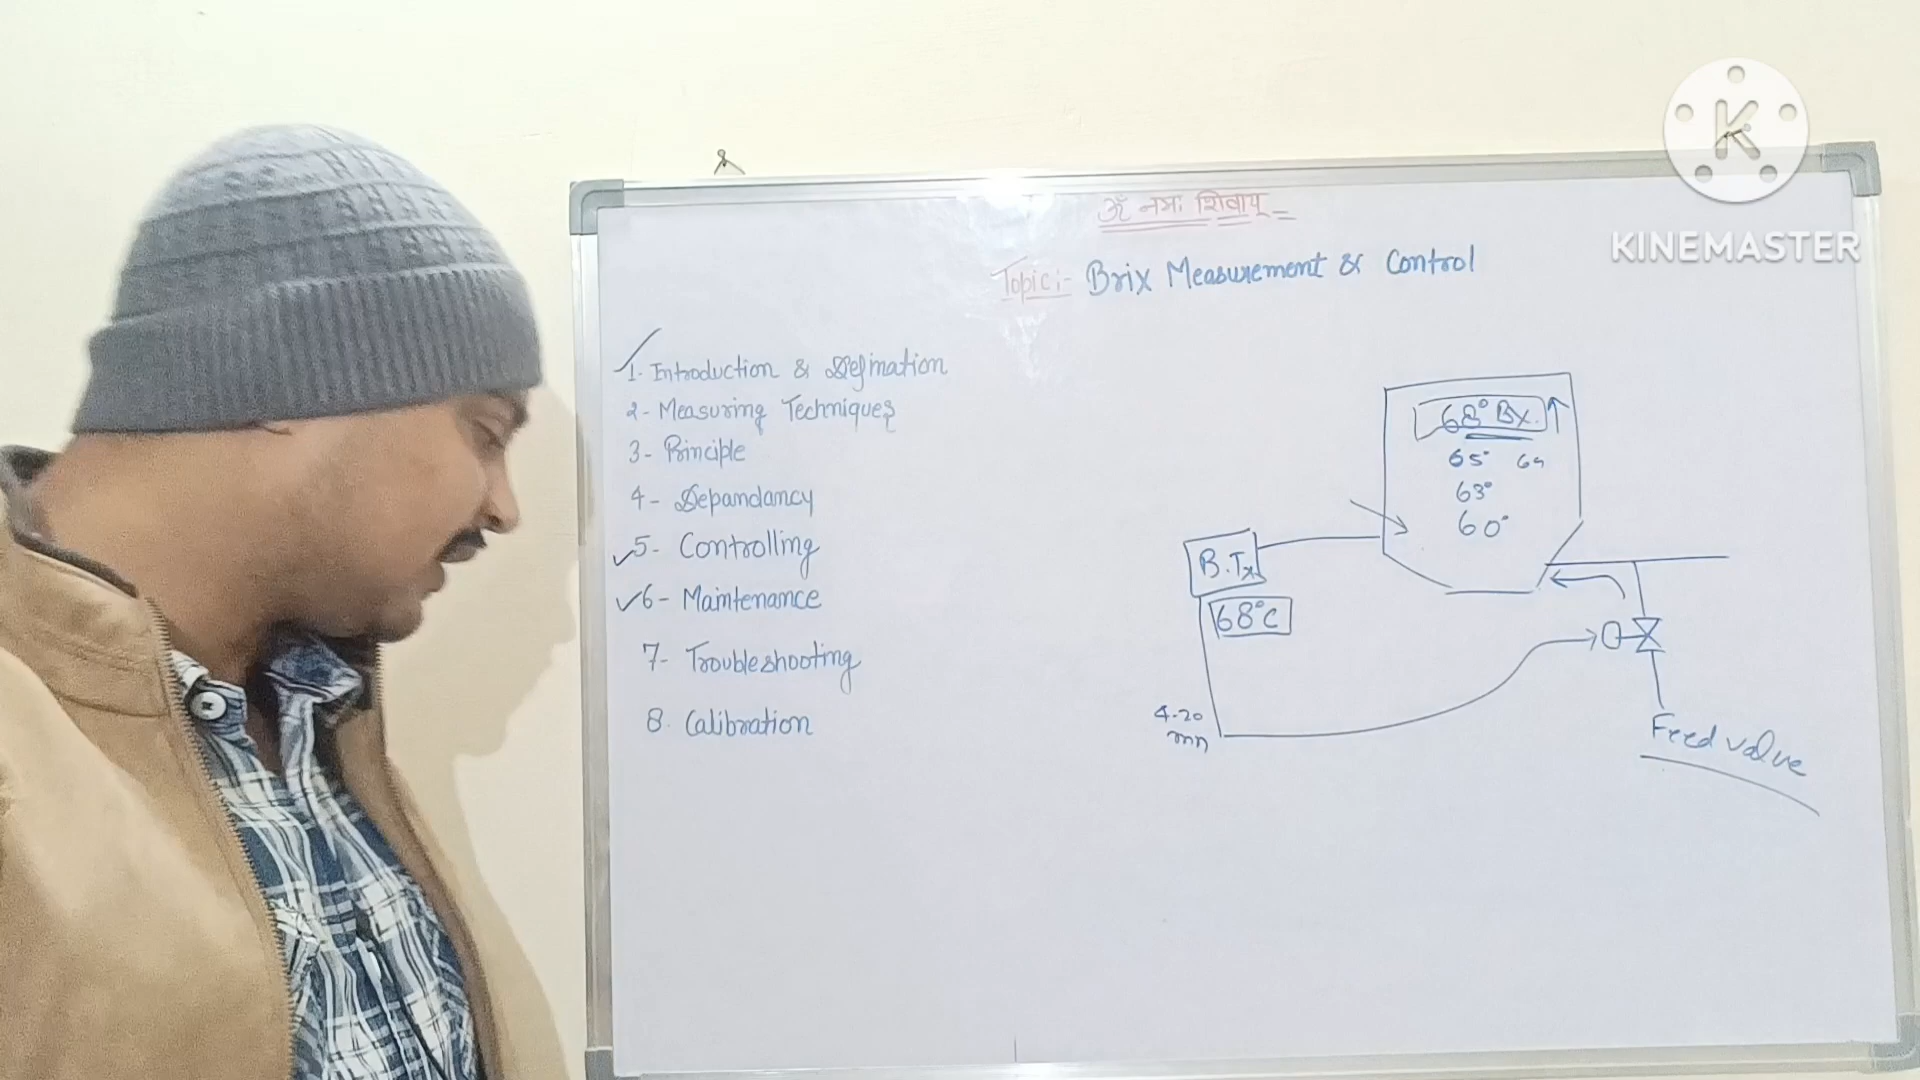 ॐ नमः शिवाय
KINEMASTER
Topic:- Brix Measurement & Control
1- Introduction & Defination
2- Measuring Techniques
3- Principle
4- Depandancy
5- Controlling
6- Maintenance
7- Troubleshooting
8. Calibration
68° Bx.
65° 64
63°
60°
B.Tx
68°C
4-20
mA
Feed valve